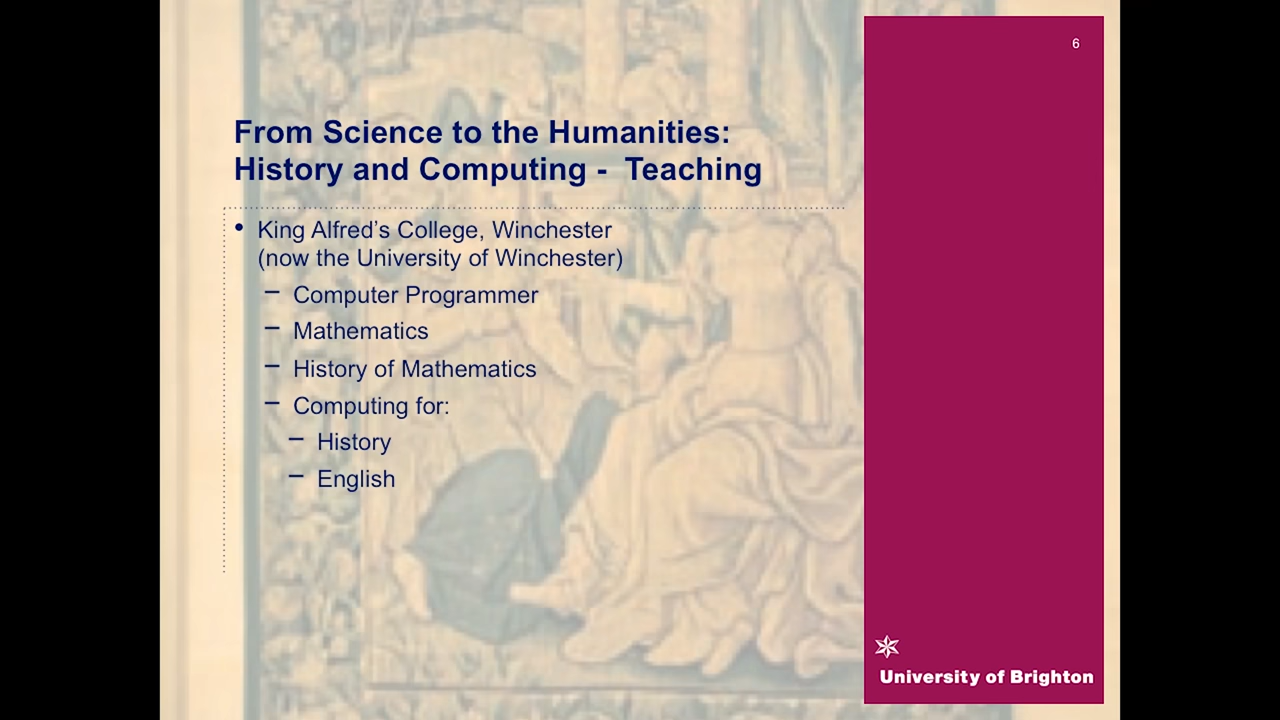 6
From Science to the Humanities:
History and Computing - Teaching
• King Alfred’s College, Winchester
(now the University of Winchester)
– Computer Programmer
– Mathematics
– History of Mathematics
– Computing for:
– History
– English
University of Brighton